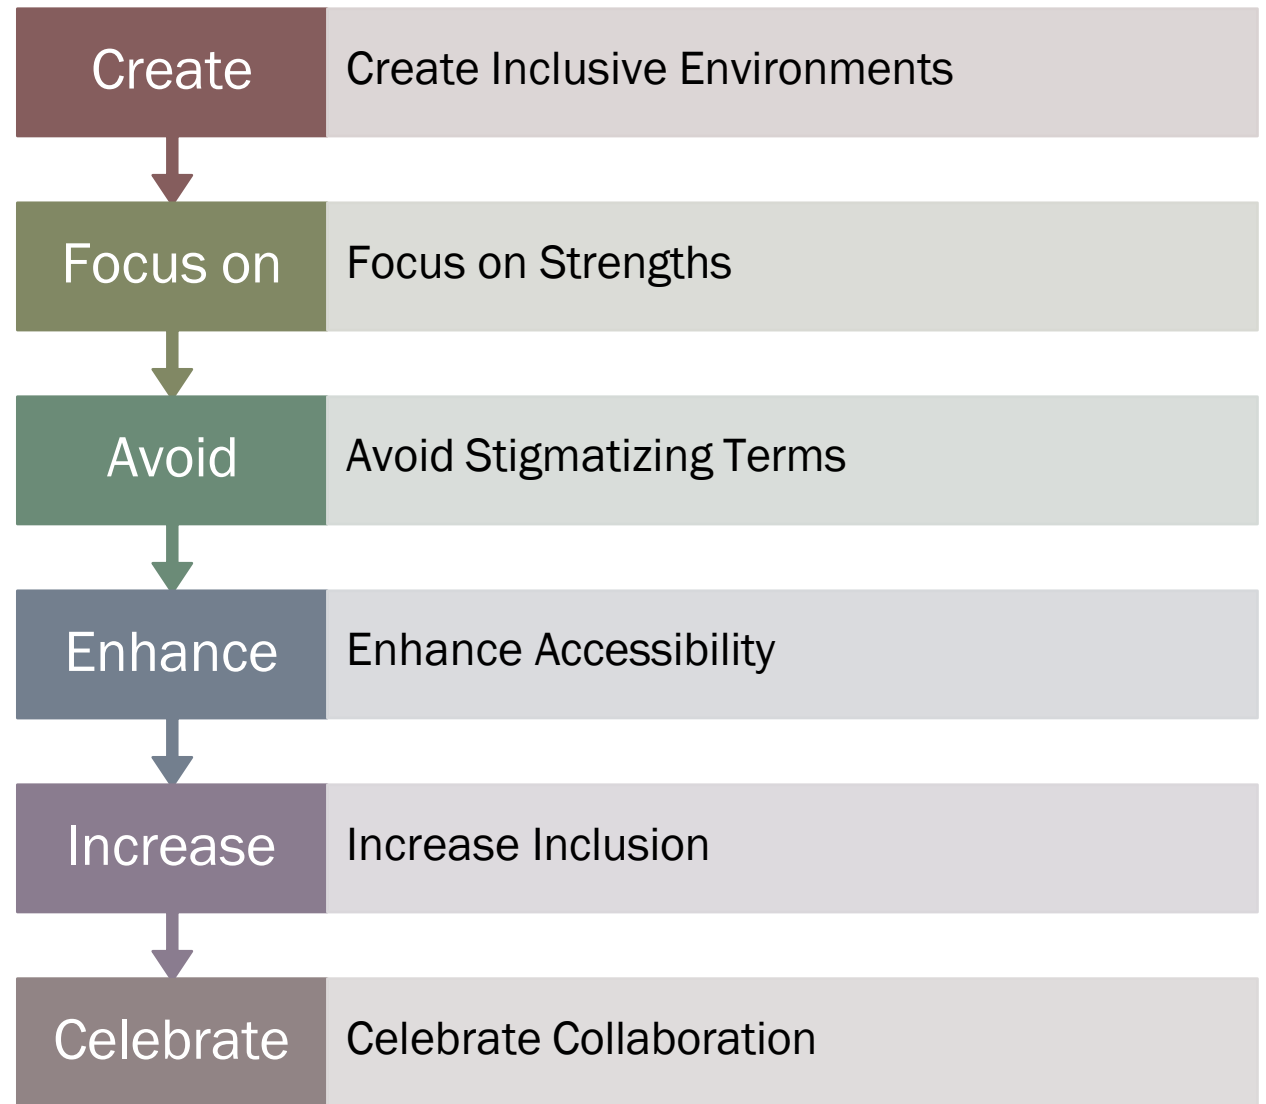 Create
Create Inclusive Environments
Focus on
Focus on Strengths
Avoid
Avoid Stigmatizing Terms
Enhance
Enhance Accessibility
Increase
Increase Inclusion
Celebrate
Celebrate Collaboration